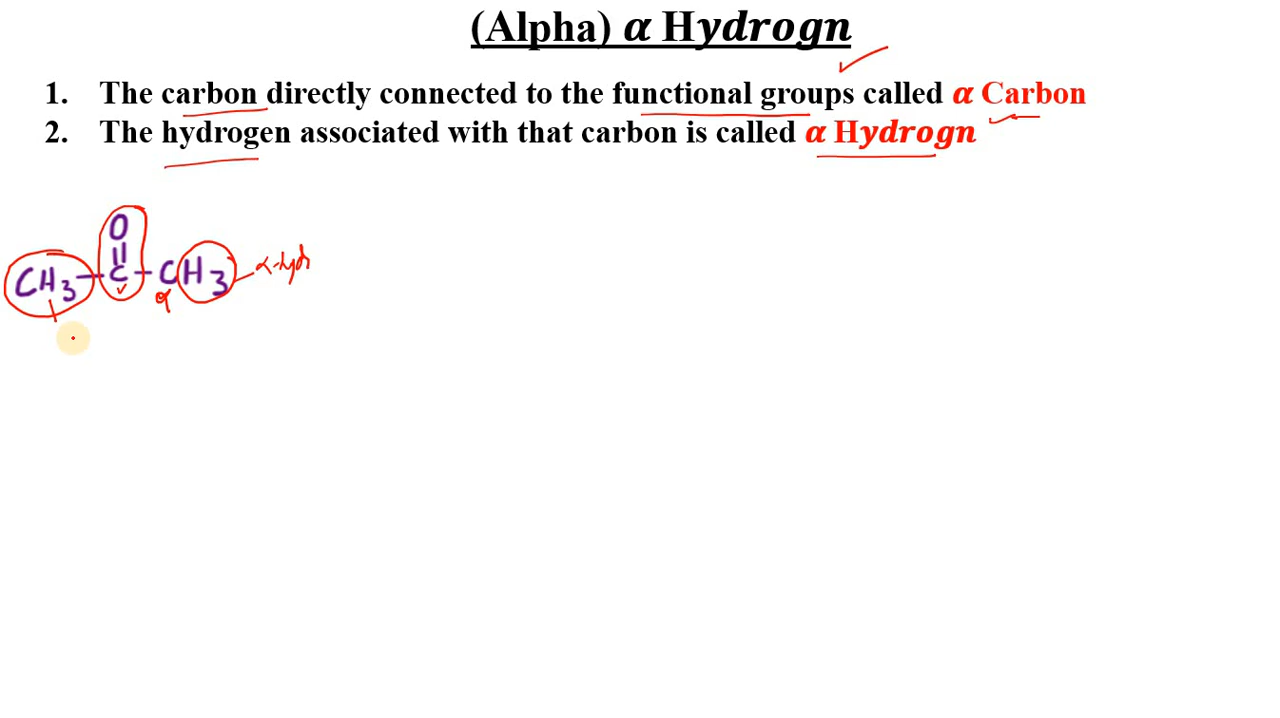 (Alpha) α Hydrogn
1. The carbon directly connected to the functional groups called α Carbon
2. The hydrogen associated with that carbon is called α Hydrogn
O
CH3-C-CH3 α-hyd
α